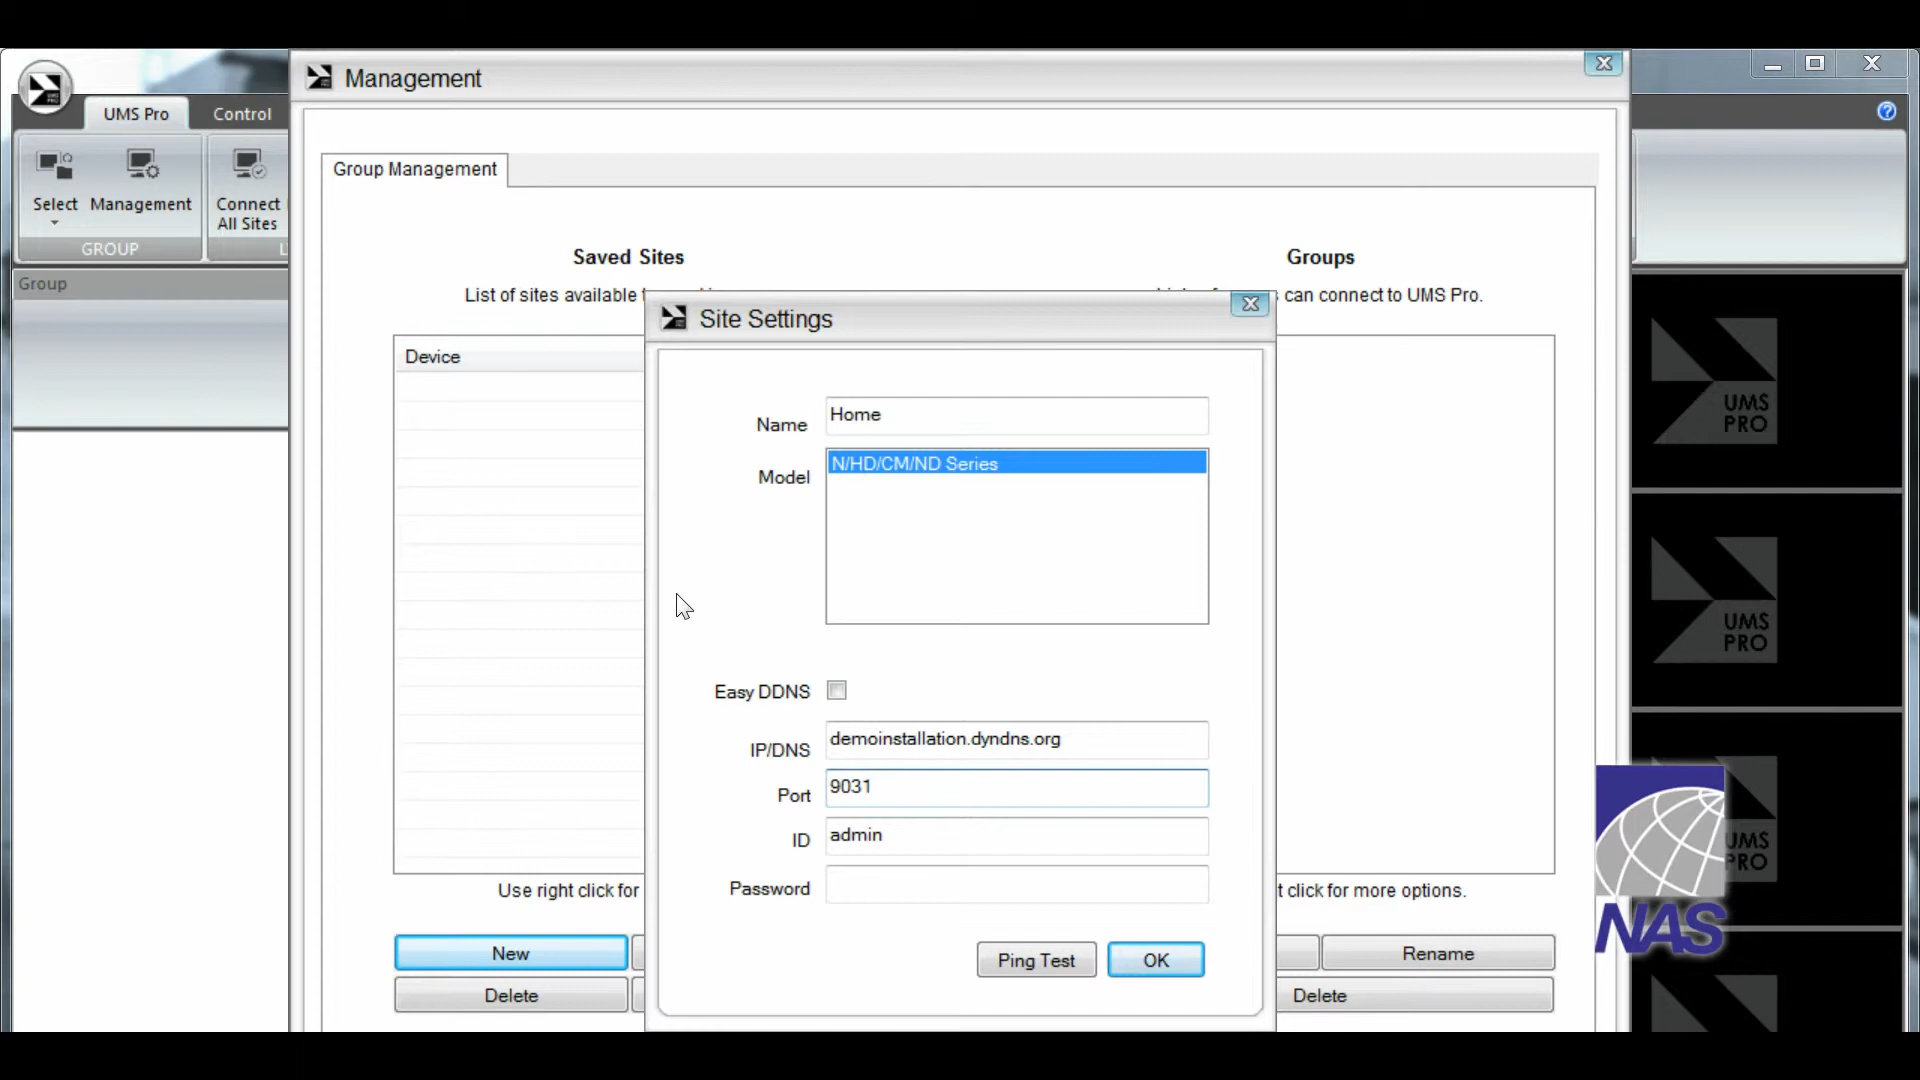 Management
UMS Pro
Control
Group Management
Select
Management
Connect
All Sites
GROUP
Group
Saved Sites
Groups
List of sites available
can connect to UMS Pro.
Site Settings
Device
Name
Home
Model
N/HD/CM/ND Series
UMS
PRO
UMS
PRO
Easy DDNS
IP/DNS
demoinstallation.dyndns.org
Port
9031
ID
admin
UMS
PRO
Password
Use right click for
click for more options.
NAS
New
Ping Test
OK
Rename
Delete
Delete